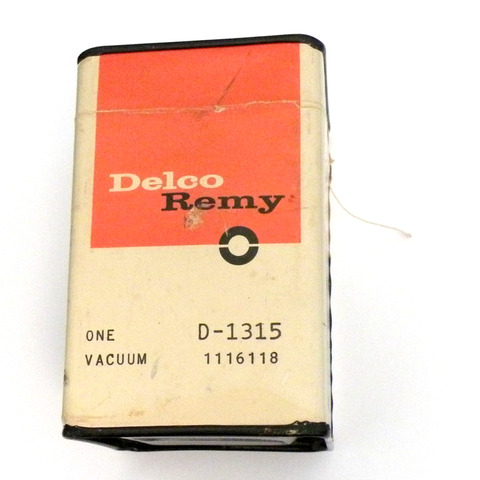 Delco
Remy
ONE D-1315
VACUUM 1116118